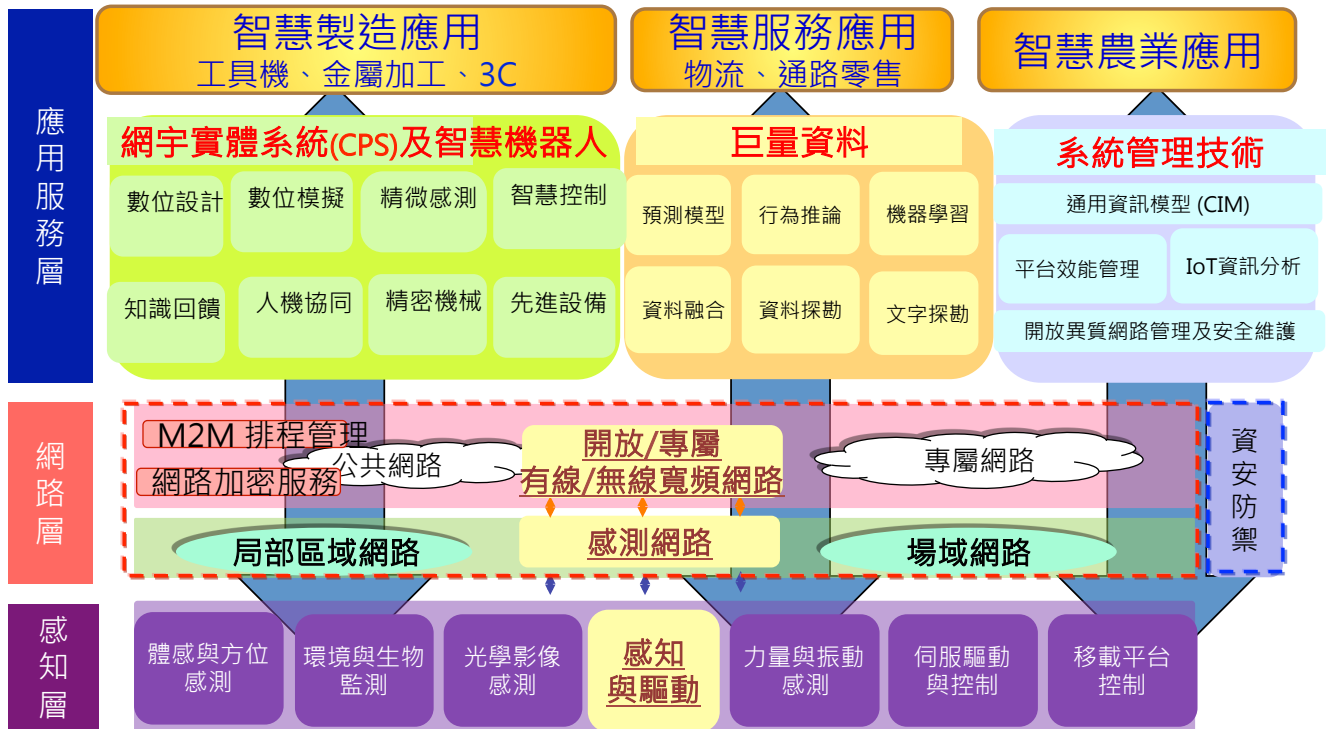 智慧製造應用
工具機、金屬加工、3C
智慧服務應用
物流、通路零售
智慧農業應用
應用服務層
網宇實體系統(CPS)及智慧機器人
數位設計
數位模擬
精微感測
智慧控制
知識回饋
人機協同
精密機械
先進設備
巨量資料
預測模型
行為推論
機器學習
資料融合
資料探勘
文字探勘
系統管理技術
通用資訊模型 (CIM)
平台效能管理
IoT資訊分析
開放異質網路管理及安全維護
網路層
M2M 排程管理
網路加密服務
公共網路
開放/專屬
有線/無線寬頻網路
專屬網路
局部區域網路
感測網路
場域網路
資安防禦
感知層
體感與方位
感測
環境與生物
監測
光學影像
感測
感知
與驅動
力量與振動
感測
伺服驅動
與控制
移載平台
控制